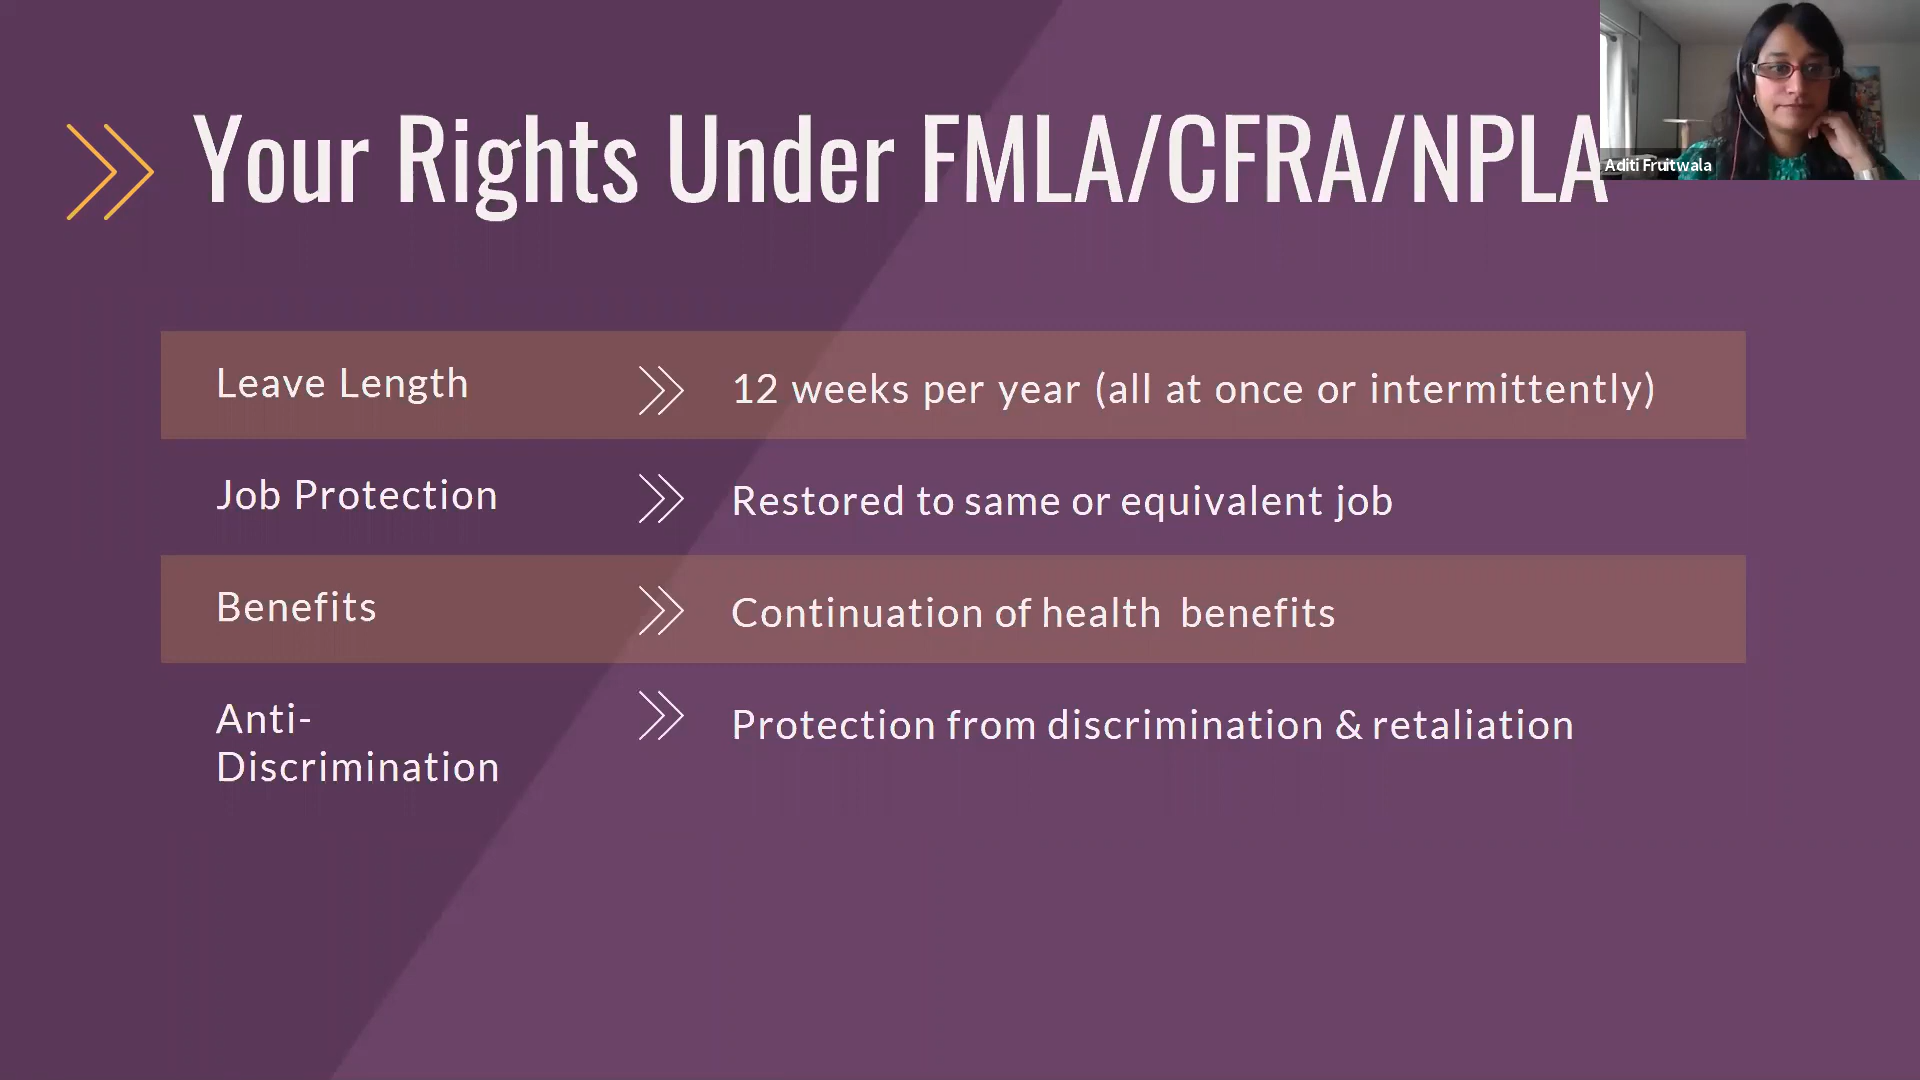 Your Rights Under FMLA/CFRA/NPLA
Aditi Fruitwala
Leave Length
12 weeks per year (all at once or intermittently)
Job Protection
Restored to same or equivalent job
Benefits
Continuation of health benefits
Anti-
Discrimination
Protection from discrimination & retaliation